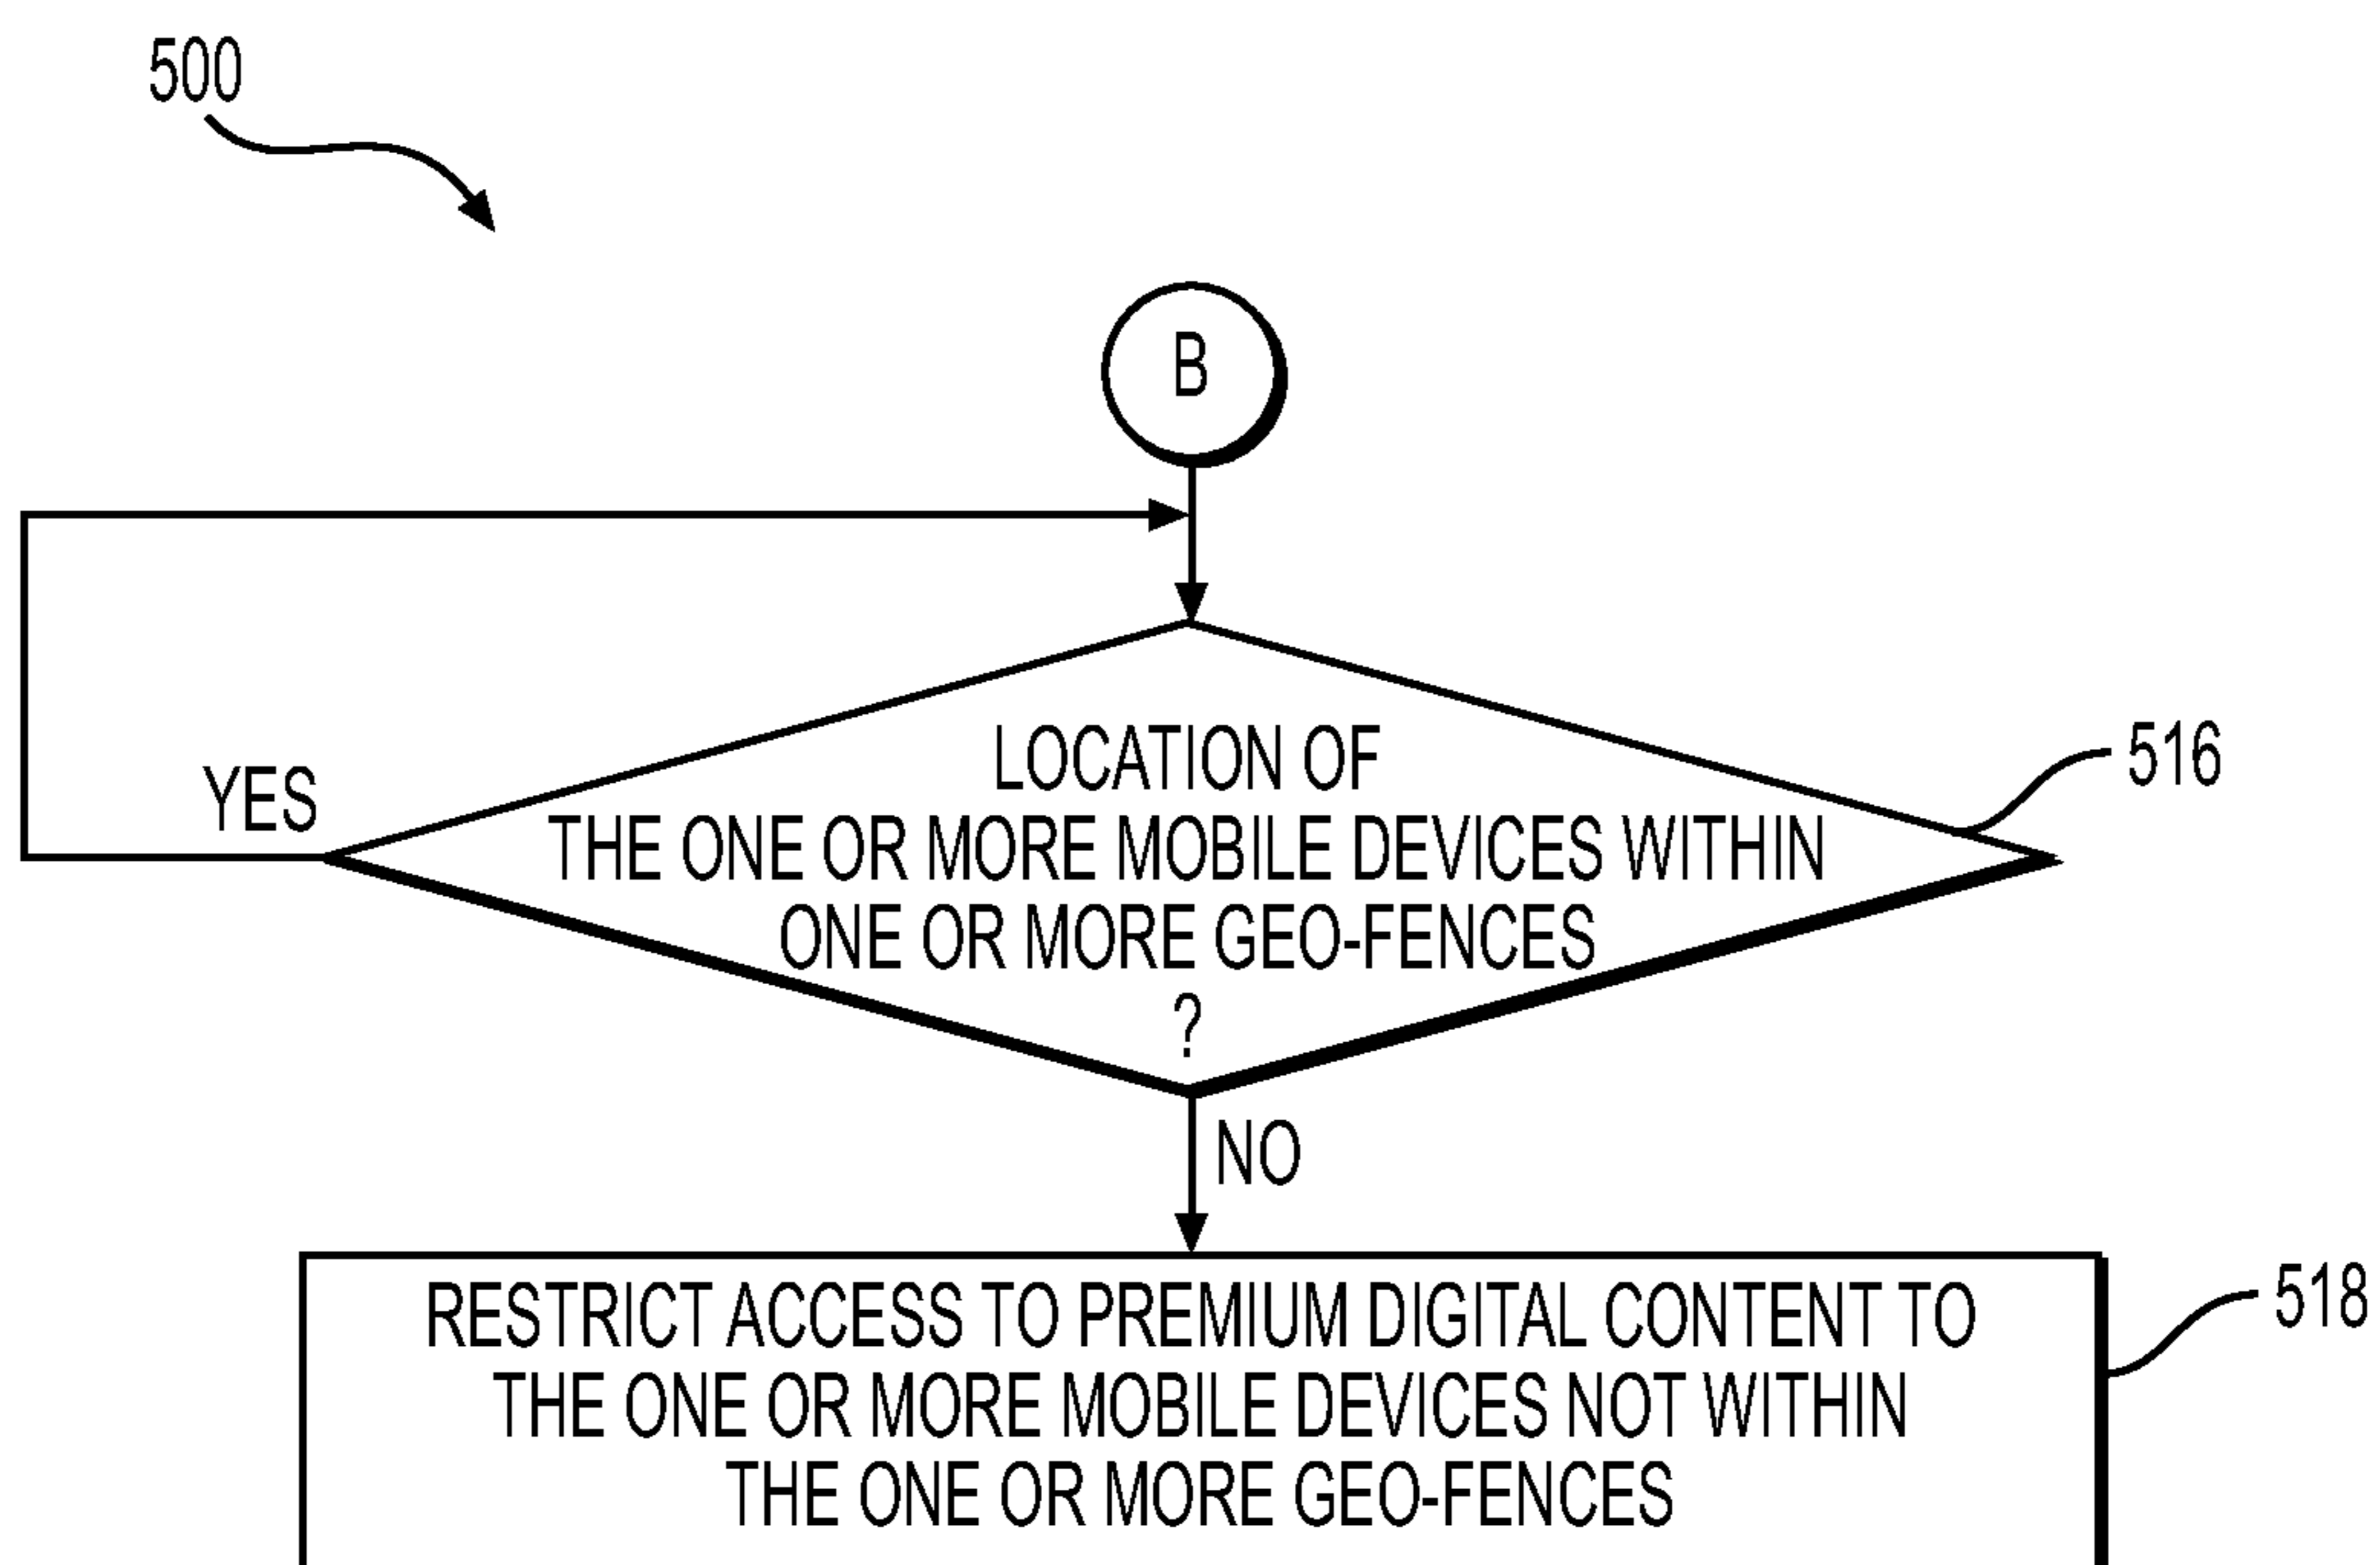 500
B
LOCATION OF
THE ONE OR MORE MOBILE DEVICES WITHIN
ONE OR MORE GEO-FENCES
?
516
YES
NO
RESTRICT ACCESS TO PREMIUM DIGITAL CONTENT TO
THE ONE OR MORE MOBILE DEVICES NOT WITHIN
THE ONE OR MORE GEO-FENCES
518